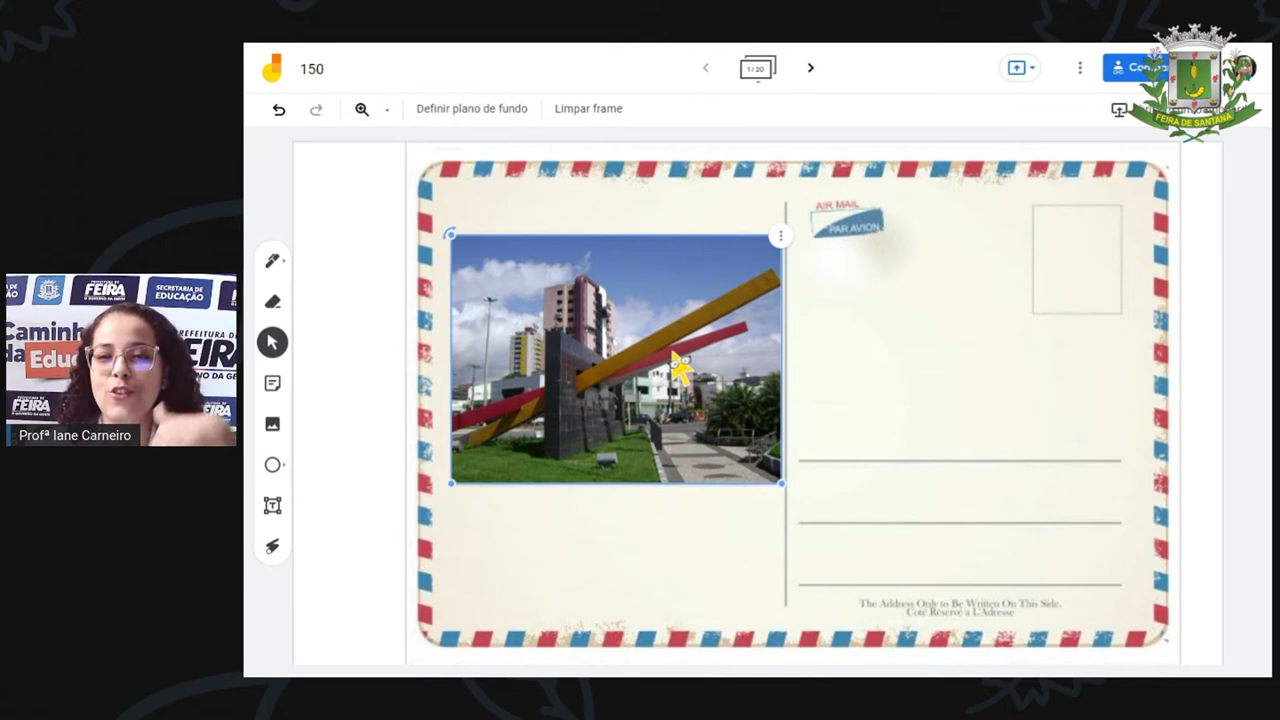 150
1/20
Definir plano de fundo
Limpar frame
FEIRA DE SANTANA
AIR MAIL
PAR AVION
The Address Only to Be Written On This Side.
Coté Réservé a L'Adresse
PREFEITURA
FEIRA
SECRETARIA DE
EDUCAÇÃO
Caminh
da Edu
PREFEITURA D
FEIRA
FEIRA
Profª Iane Carneiro